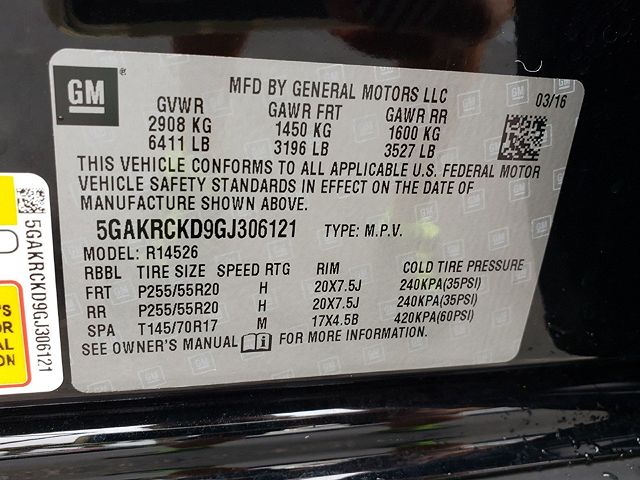 GM
MFD BY GENERAL MOTORS LLC
03/16
GVWR GAWR FRT GAWR RR
2908 KG 1450 KG 1600 KG
6411 LB 3196 LB 3527 LB
THIS VEHICLE CONFORMS TO ALL APPLICABLE U.S. FEDERAL MOTOR
VEHICLE SAFETY STANDARDS IN EFFECT ON THE DATE OF
MANUFACTURE SHOWN ABOVE.
5GAKRCKD9GJ306121 TYPE: M.P.V.
MODEL: R14526
RBBL TIRE SIZE SPEED RTG RIM COLD TIRE PRESSURE
FRT P255/55R20 H 20X7.5J 240KPA(35PSI)
RR P255/55R20 H 20X7.5J 240KPA(35PSI)
SPA T145/70R17 M 17X4.5B 420KPA(60PSI)
SEE OWNER'S MANUAL FOR MORE INFORMATION.
5GAKRCKD9GJ306121